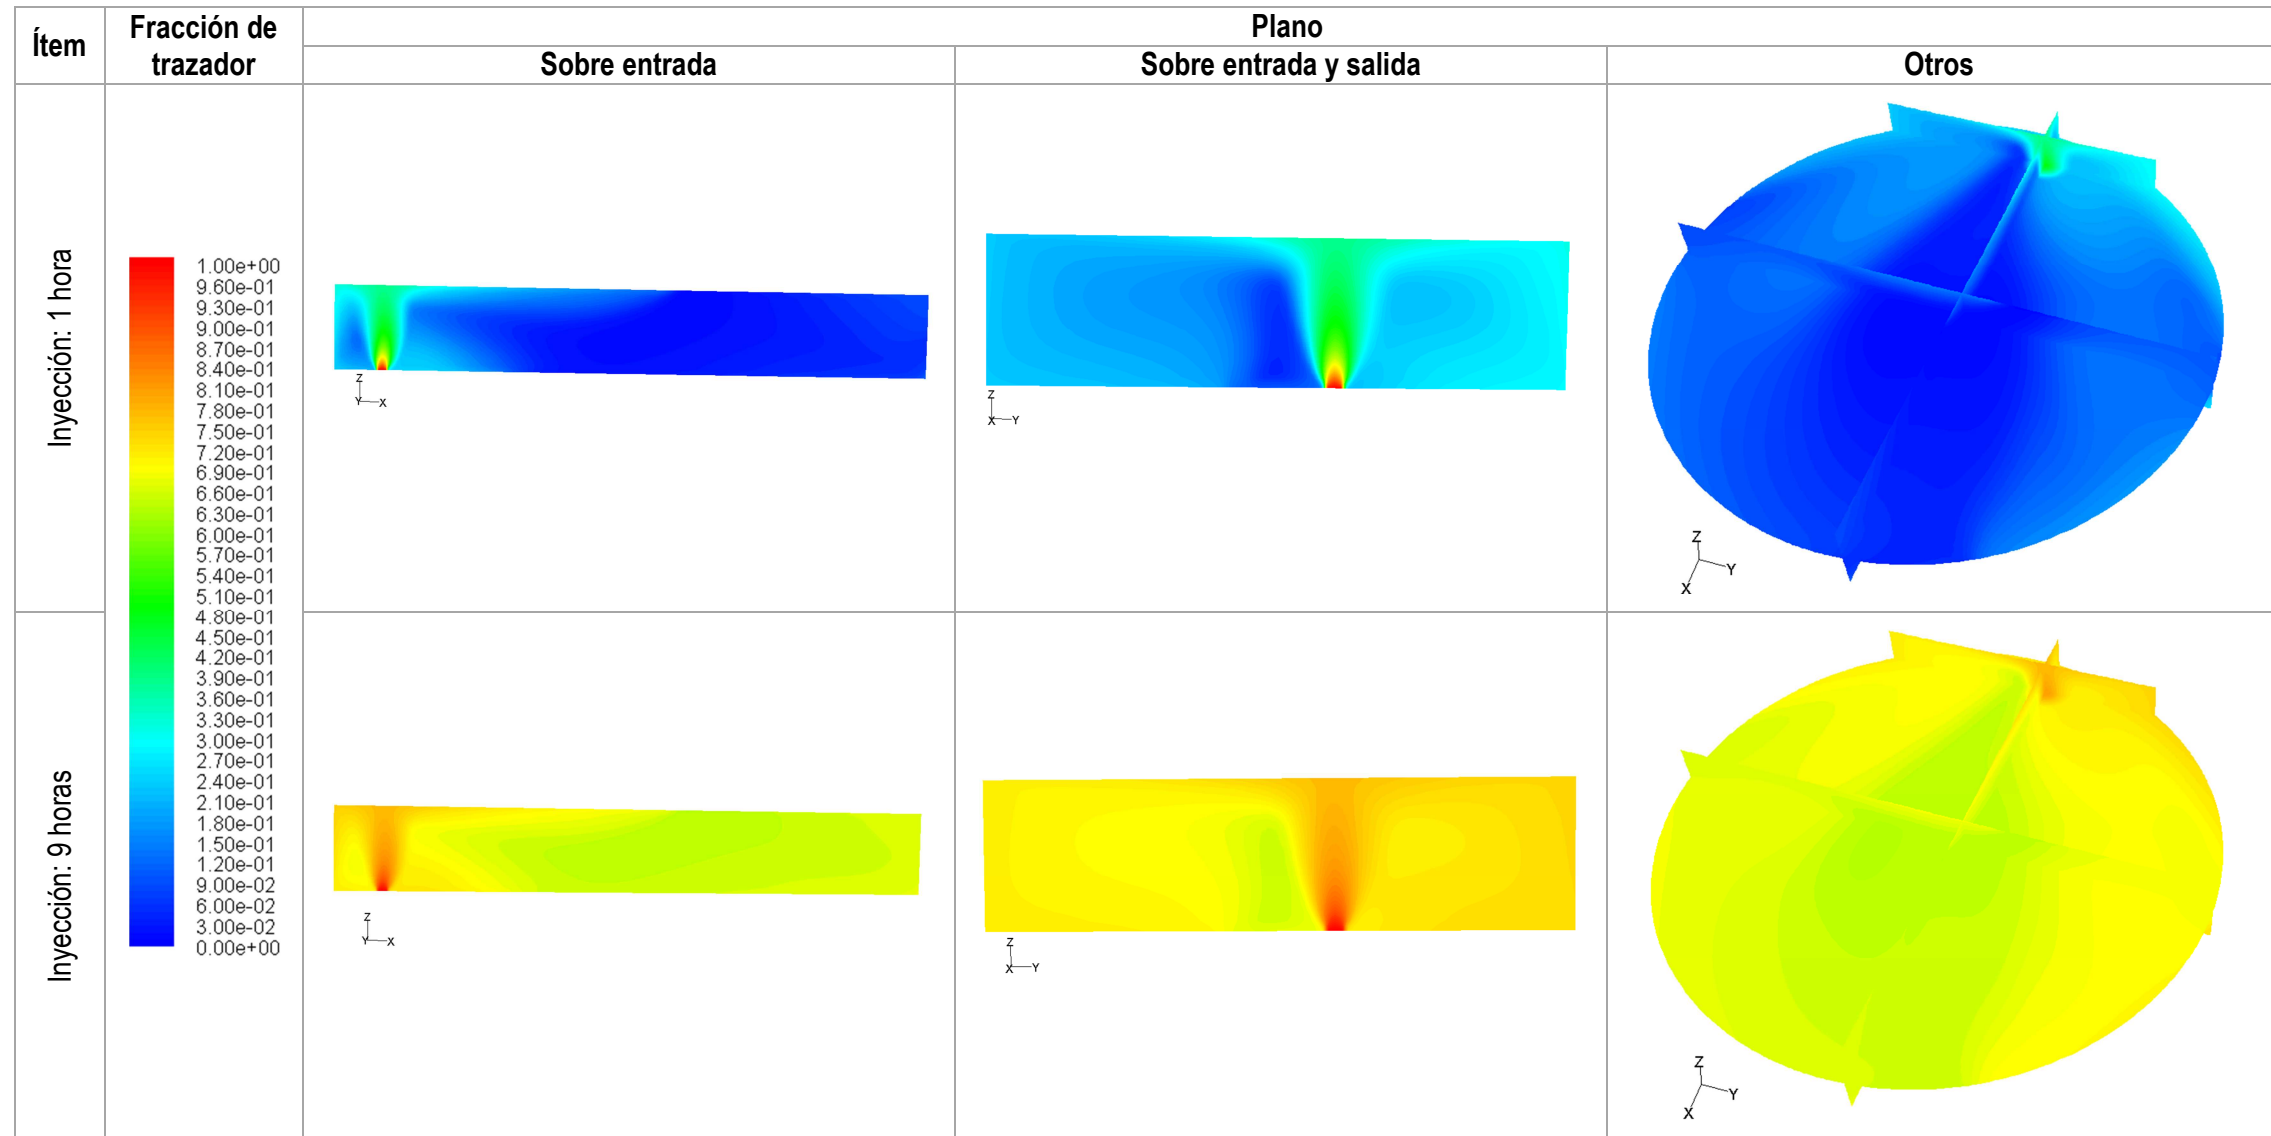 Ítem
Fracción de
trazador
Plano
Sobre entrada
Sobre entrada y salida
Otros
Inyección: 1 hora
1.00e+00
9.60e-01
9.30e-01
9.00e-01
8.70e-01
8.40e-01
8.10e-01
7.80e-01
7.50e-01
7.20e-01
6.90e-01
6.60e-01
6.30e-01
6.00e-01
5.70e-01
5.40e-01
5.10e-01
4.80e-01
4.50e-01
4.20e-01
3.90e-01
3.60e-01
3.30e-01
3.00e-01
2.70e-01
2.40e-01
2.10e-01
1.80e-01
1.50e-01
1.20e-01
9.00e-02
6.00e-02
3.00e-02
0.00e+00
Z
Y X
Z
X Y
Z
Y
X
Inyección: 9 horas
Z
Y X
Z
X Y
Z
Y
X